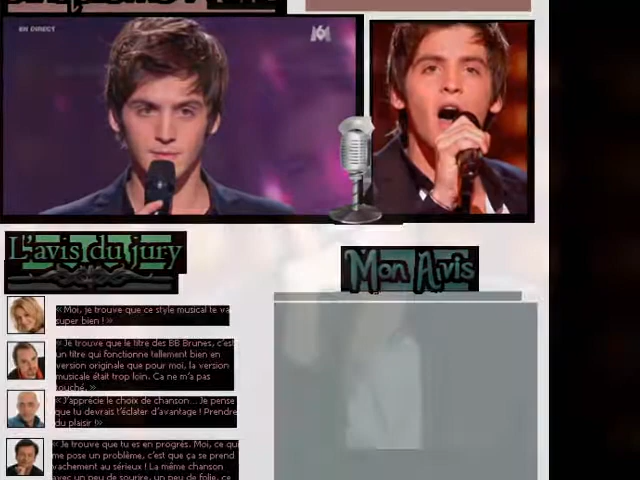 EN DIRECT
M6
L'avis du jury
Mon Avis
« Moi, je trouve que ce style musical te va
super bien ! »
« Je trouve que le titre des BB Brunes, c'est
un titre qui fonctionne tellement bien en
version originale que pour moi, la version
musicale était trop loin. Ca ne m'a pas
touché. »
« J'apprécie le choix de chanson... Je pense
que tu devrais t'éclater d'avantage ! Prendre
du plaisir !»
« Je trouve que tu es en progrès. Moi, ce qui
me pose un problème, c'est que ça se prend
vachement au sérieux ! La même chanson
avec un peu de sourire, un peu de folie, ce